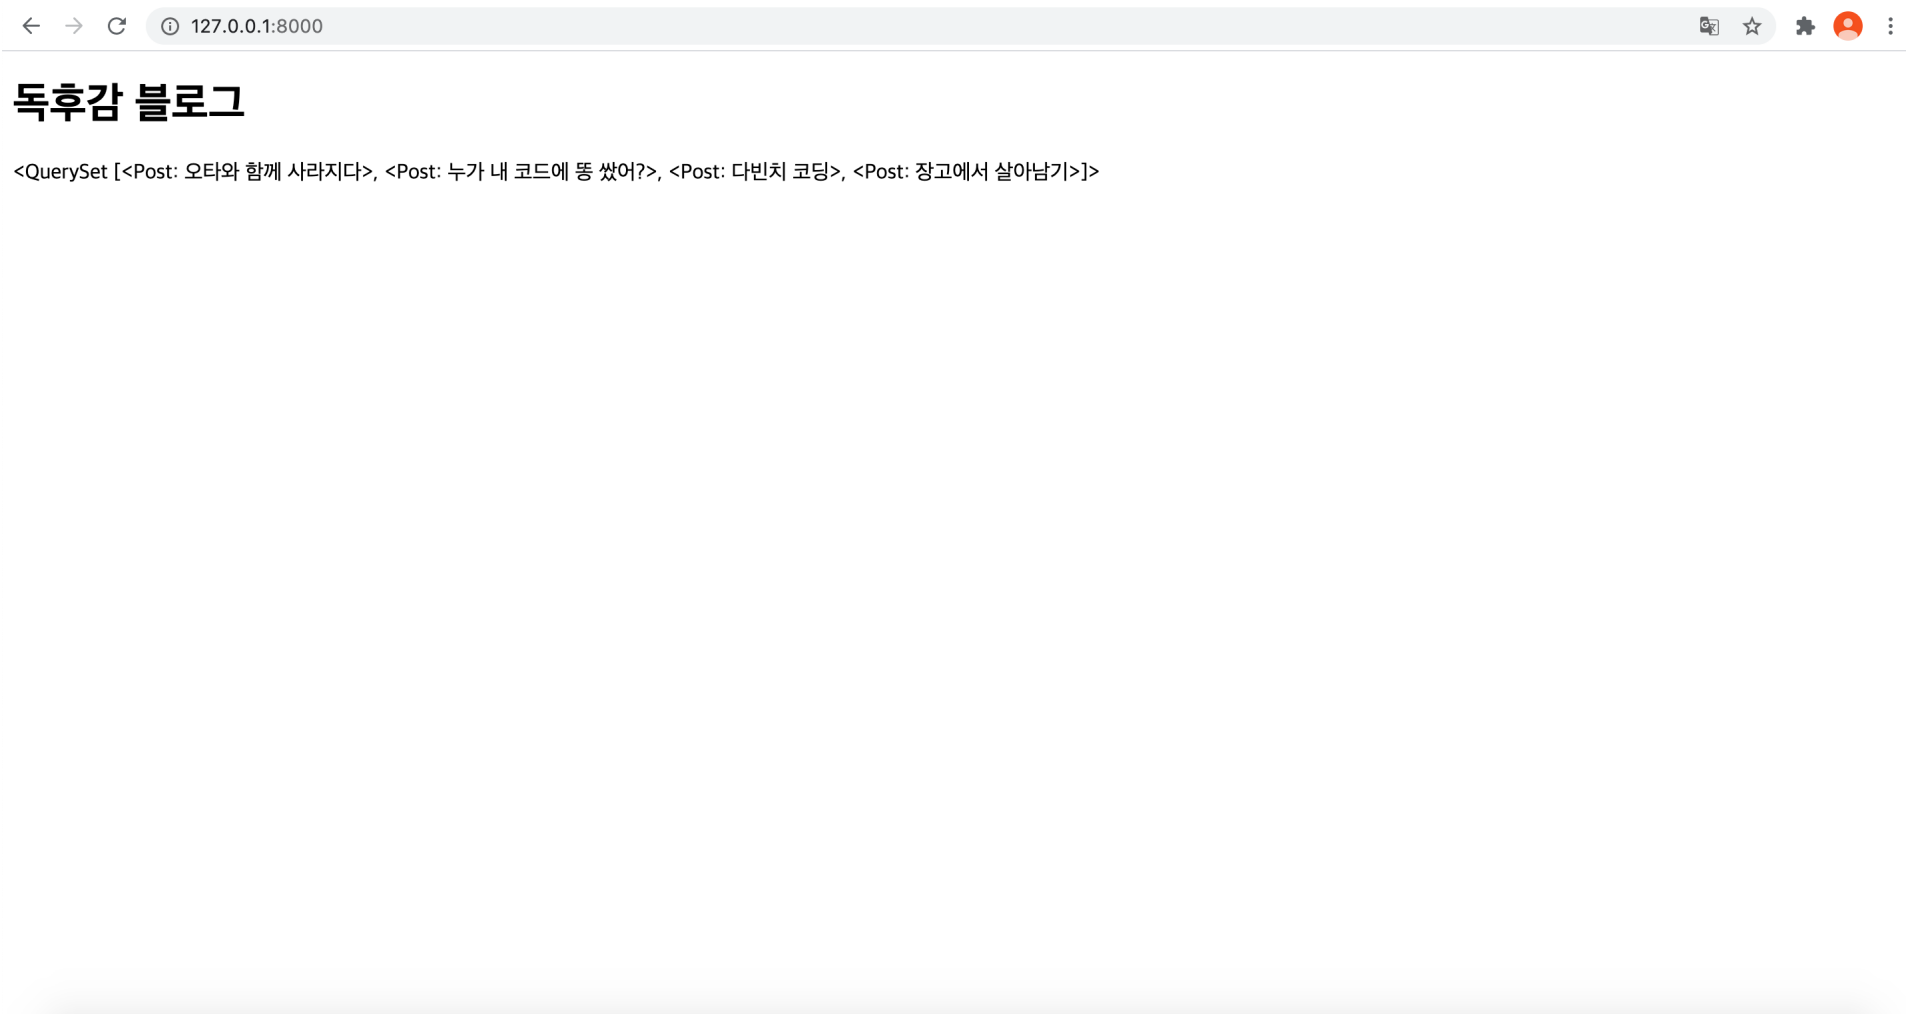 127.0.0.1:8000
독후감 블로그
<QuerySet [<Post: 오타와 함께 사라지다>, <Post: 누가 내 코드에 똥 쌌어?>, <Post: 다빈치 코딩>, <Post: 장고에서 살아남기>]>